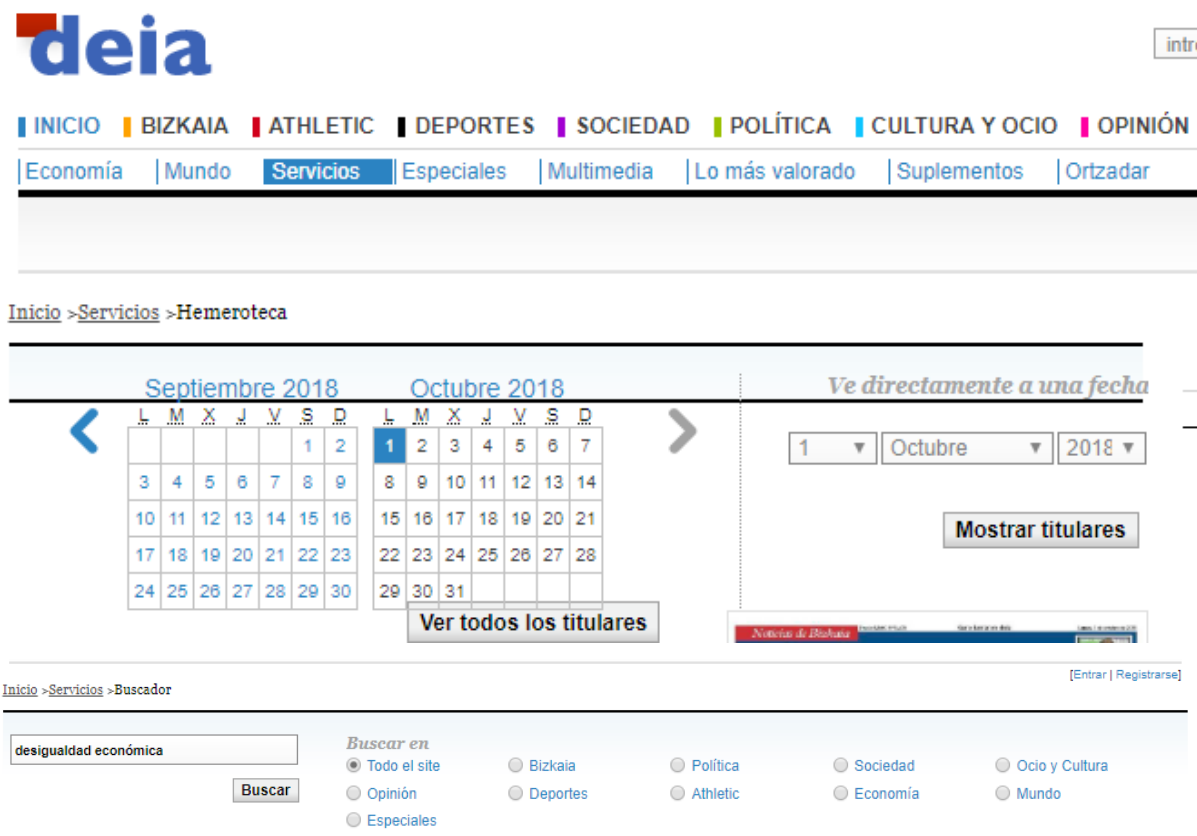 deia
intr
INICIO BIZKAIA ATHLETIC DEPORTES SOCIEDAD POLÍTICA CULTURA Y OCIO OPINIÓN
Economía Mundo Servicios Especiales Multimedia Lo más valorado Suplementos Ortzadar
Inicio >Servicios >Hemeroteca
Septiembre 2018 Octubre 2018 Ve directamente a una fecha
L M X J V S D L M X J V S D
1 2 1 2 3 4 5 6 7
1 Octubre 2018
3 4 5 6 7 8 9 8 9 10 11 12 13 14
10 11 12 13 14 15 16 15 16 17 18 19 20 21
Mostrar titulares
17 18 19 20 21 22 23 22 23 24 25 26 27 28
24 25 26 27 28 29 30 29 30 31
Ver todos los titulares
Noticias de Bizkaia
[Entrar | Registrarse]
Inicio >Servicios >Buscador
Buscar en
desigualdad económica
Todo el site Bizkaia Política Sociedad Ocio y Cultura
Buscar
Opinión Deportes Athletic Economía Mundo
Especiales